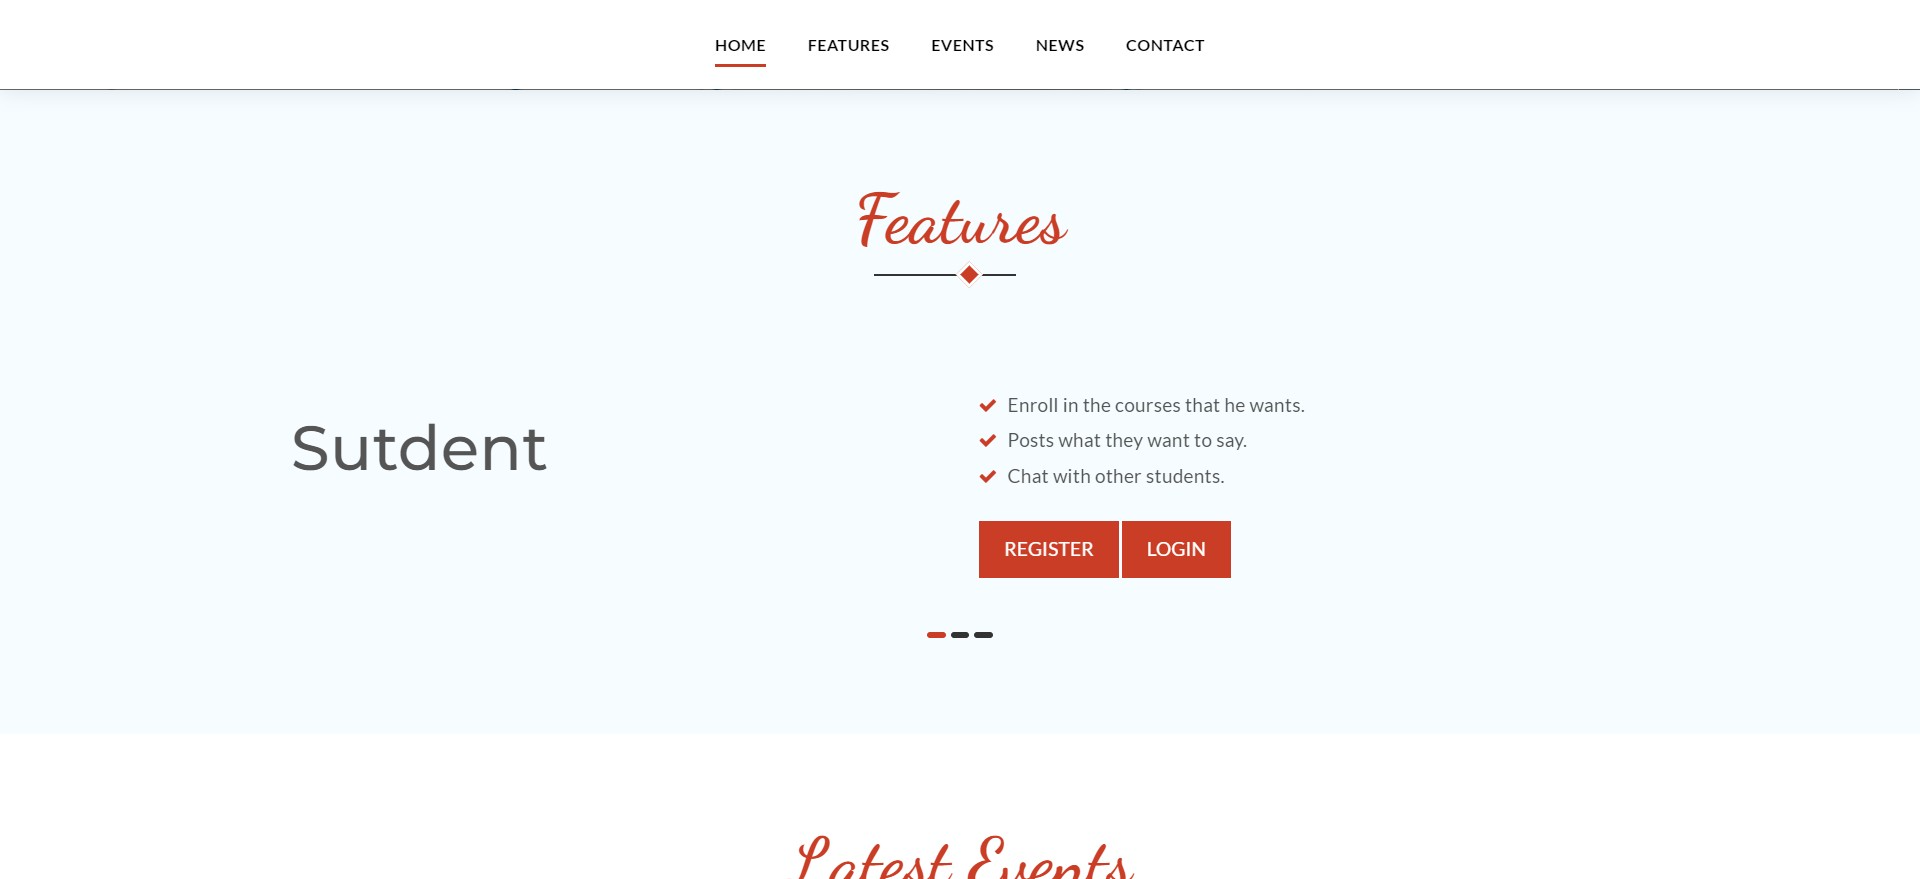 HOME FEATURES EVENTS NEWS CONTACT
Features
Sutdent
Enroll in the courses that he wants.
Posts what they want to say.
Chat with other students.
REGISTER LOGIN
Latest Events